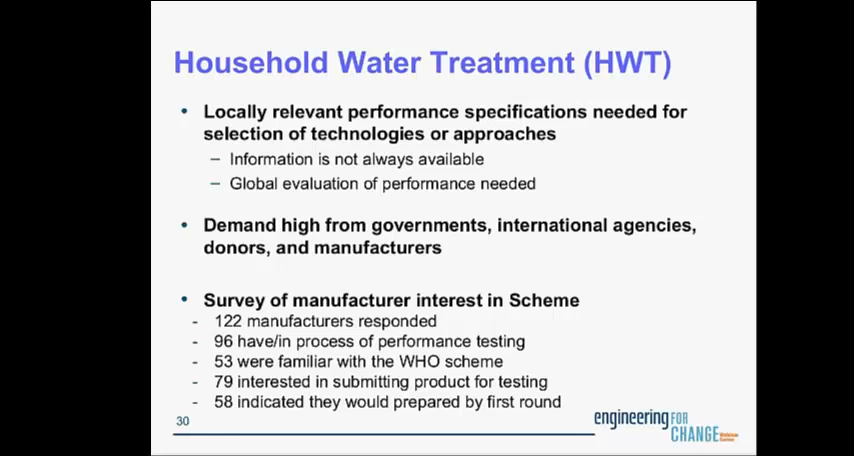 Household Water Treatment (HWT)
• Locally relevant performance specifications needed for
selection of technologies or approaches
– Information is not always available
– Global evaluation of performance needed
• Demand high from governments, international agencies,
donors, and manufacturers
• Survey of manufacturer interest in Scheme
- 122 manufacturers responded
- 96 have/in process of performance testing
- 53 were familiar with the WHO scheme
- 79 interested in submitting product for testing
- 58 indicated they would prepared by first round
30
engineering FOR
CHANGE Webinar
Series